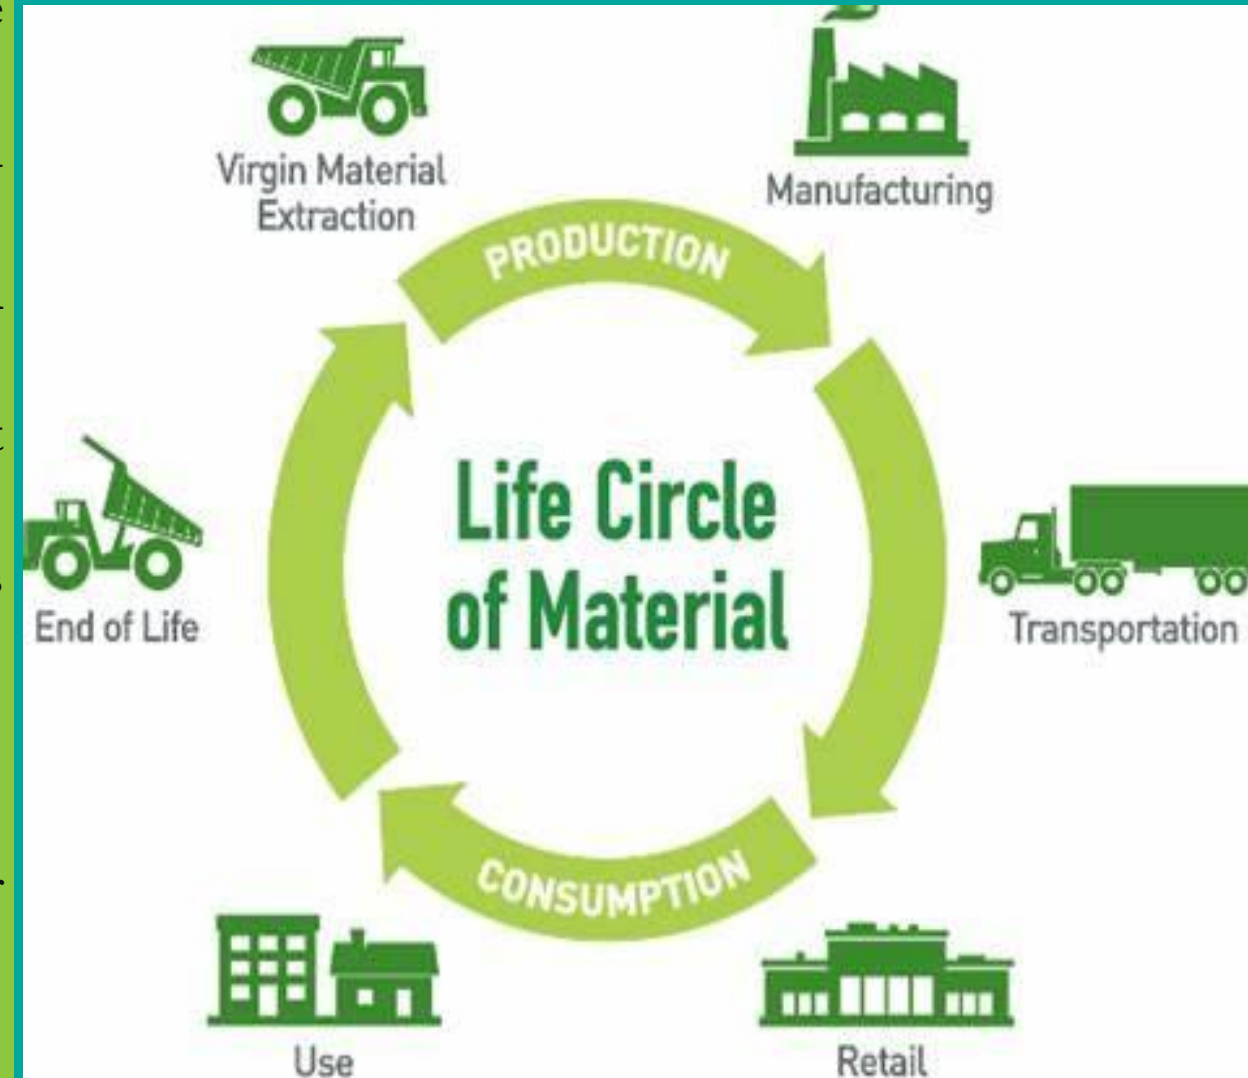 Virgin Material
Extraction
Manufacturing
PRODUCTION
Life Circle
of Material
End of Life
Transportation
CONSUMPTION
Use
Retail